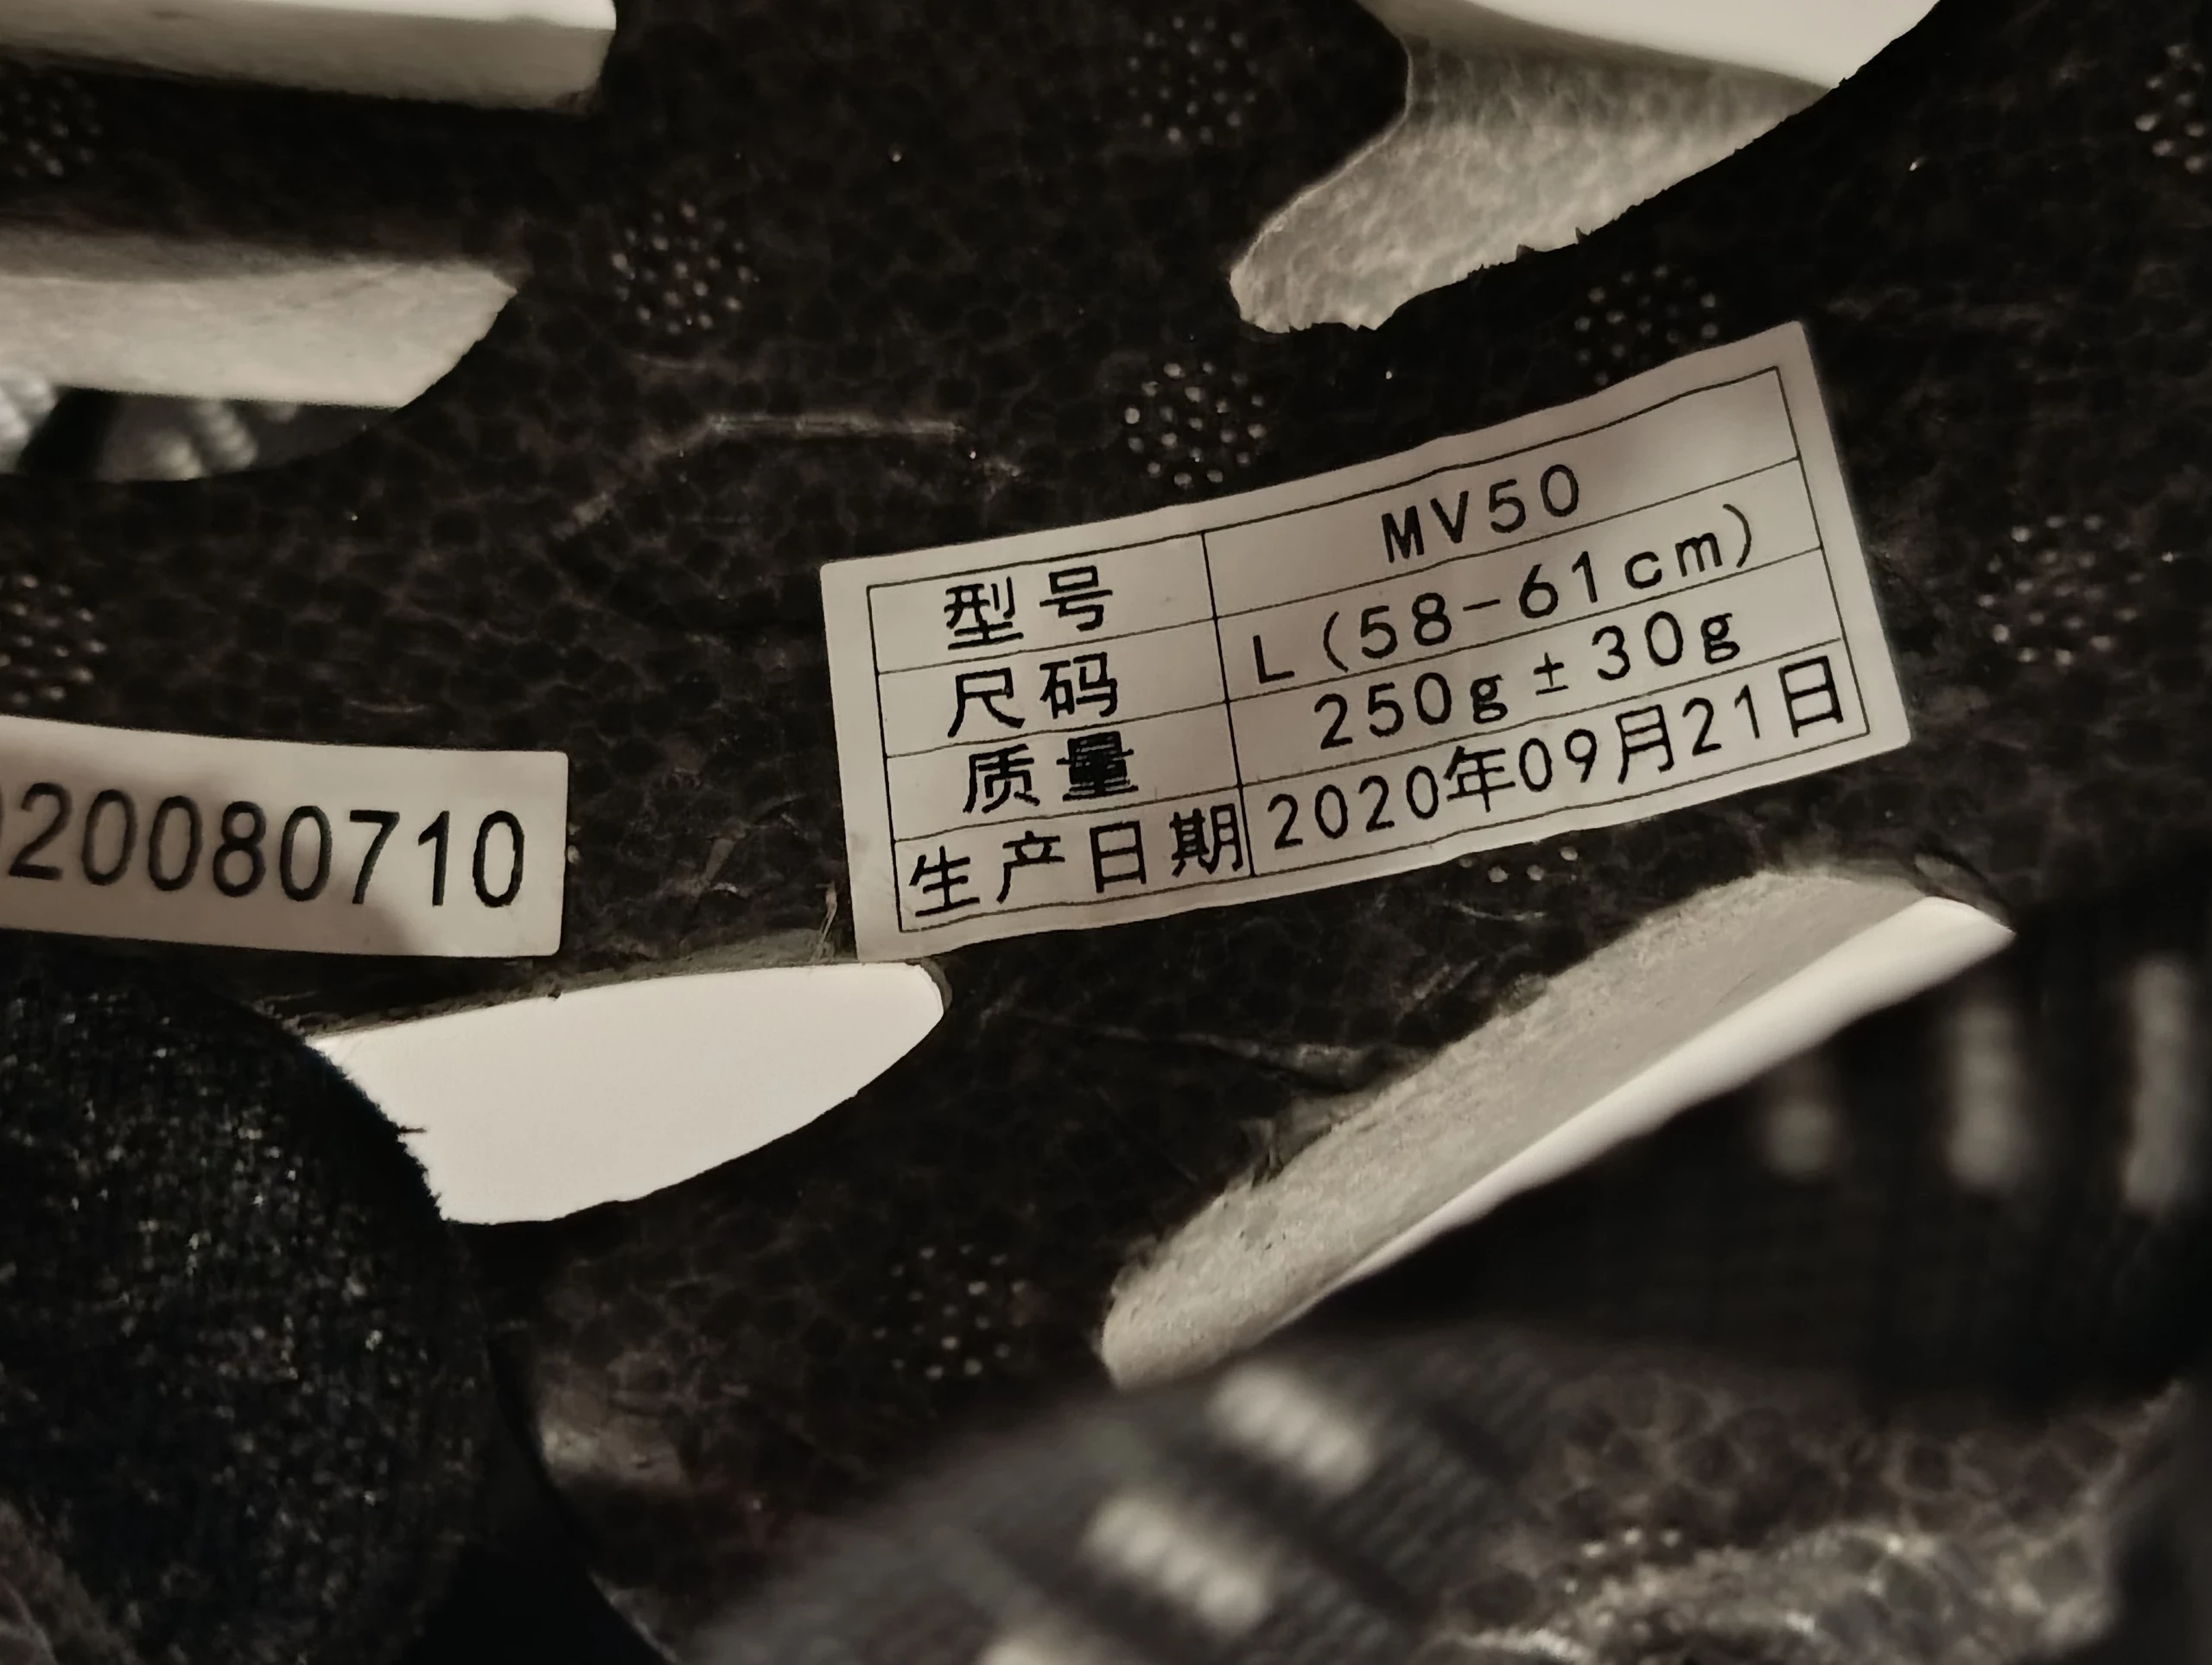 型号 MV50
尺码 L(58-61cm)
质量 250g±30g
生产日期 2020年09月21日
20080710